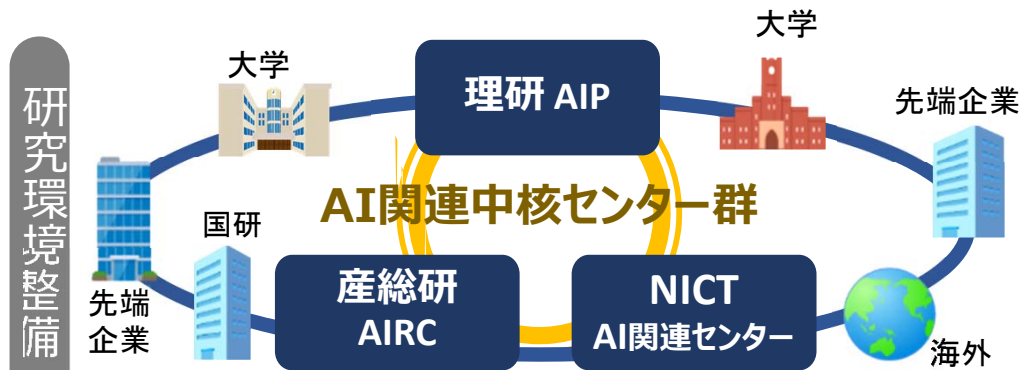 研究環境整備
大学
大学
理研 AIP
先端企業
AI関連中核センター群
国研
先端
企業
産総研
AIRC
NICT
AI関連センター
海外